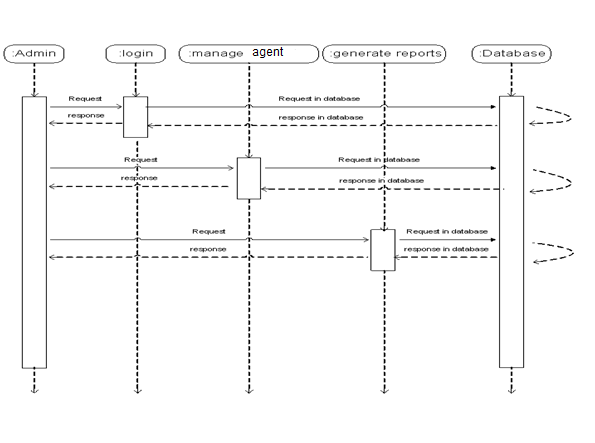 :Admin
:login
:manage agent
:generate reports
:Database
Request
Request in database
response
response in database
Request
Request in database
response
response in database
Request
Request in database
response
response in database